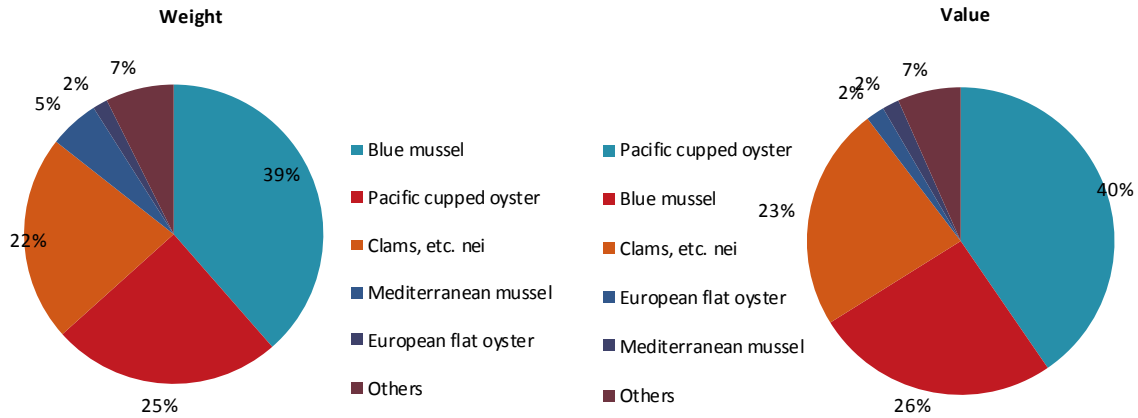 Weight
39%
25%
22%
5%
2%
7%
Blue mussel
Pacific cupped oyster
Clams, etc. nei
Mediterranean mussel
European flat oyster
Others
Value
Pacific cupped oyster
Blue mussel
Clams, etc. nei
European flat oyster
Mediterranean mussel
Others
40%
26%
23%
2%
2%
7%